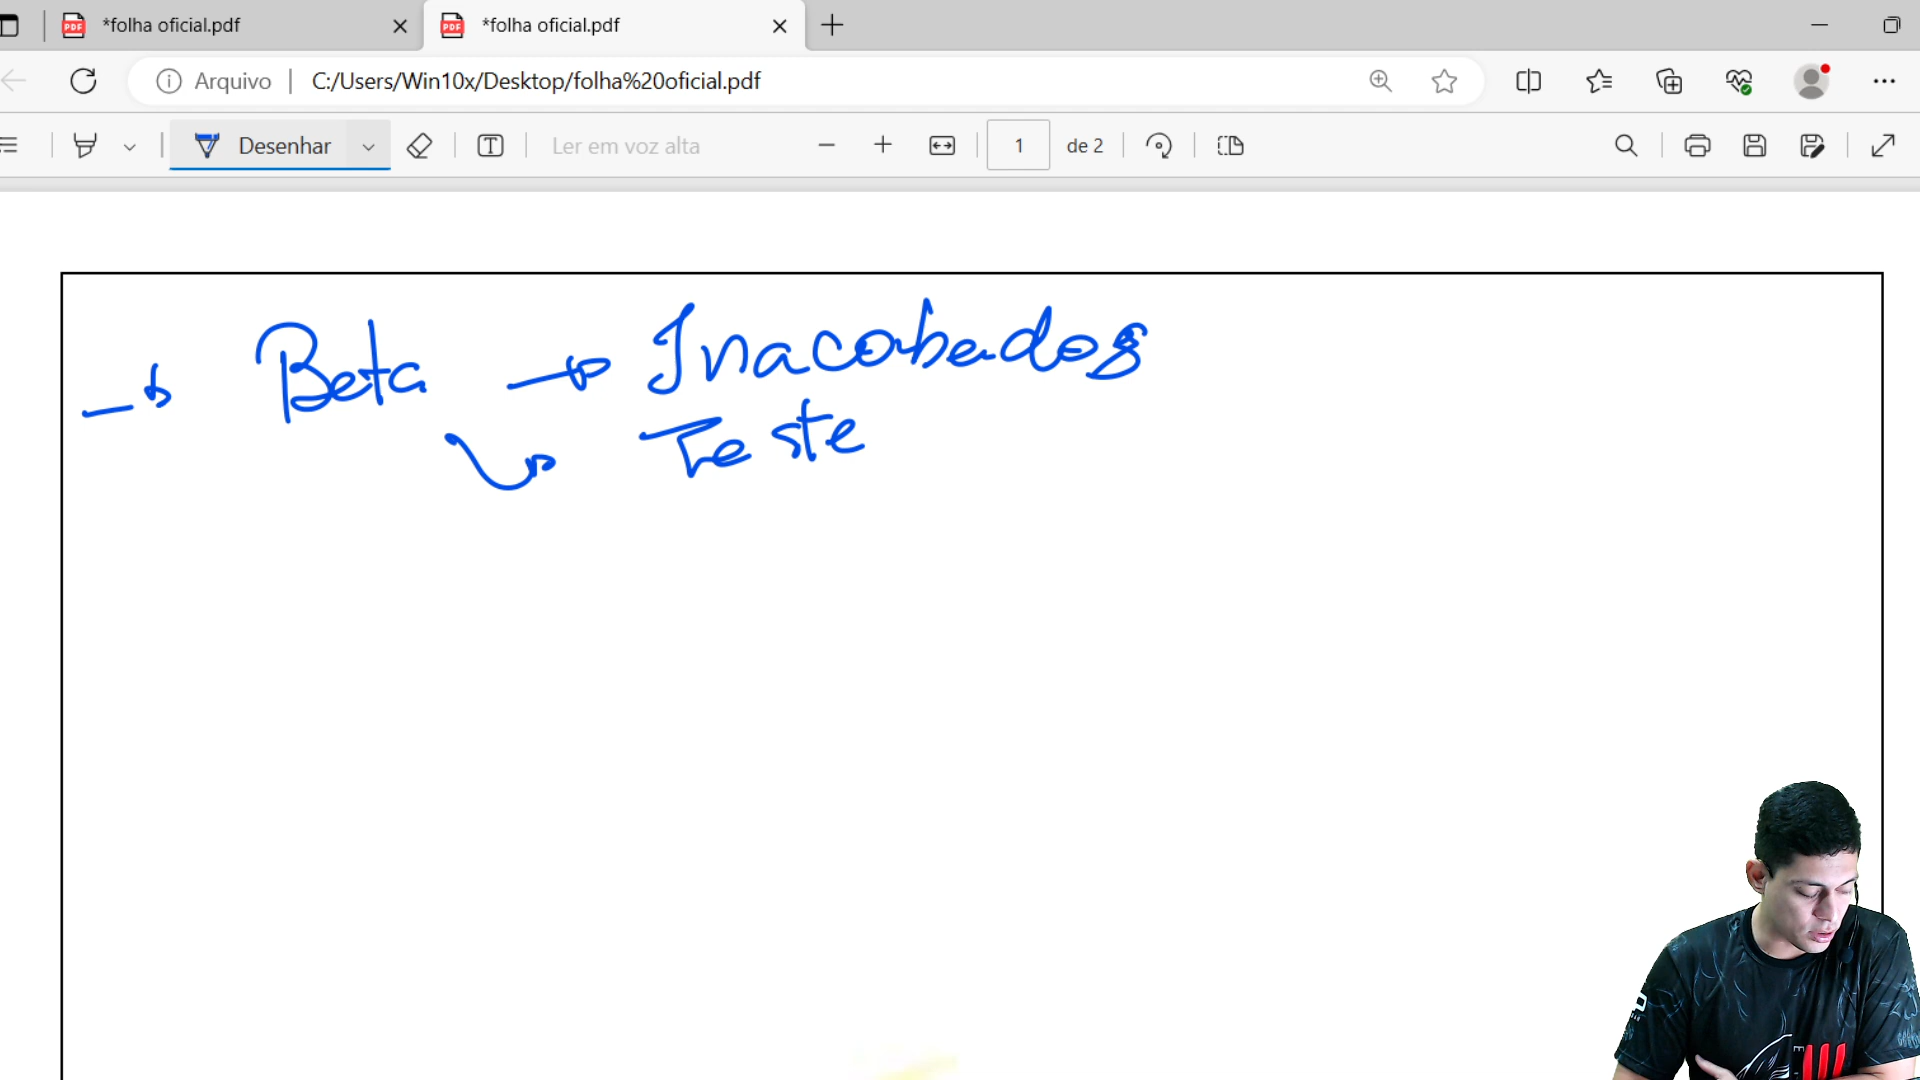 *folha oficial.pdf *folha oficial.pdf
Arquivo C:/Users/Win10x/Desktop/folha%20oficial.pdf
Desenhar Ler em voz alta 1 de 2
Beta → Inacabados
Teste